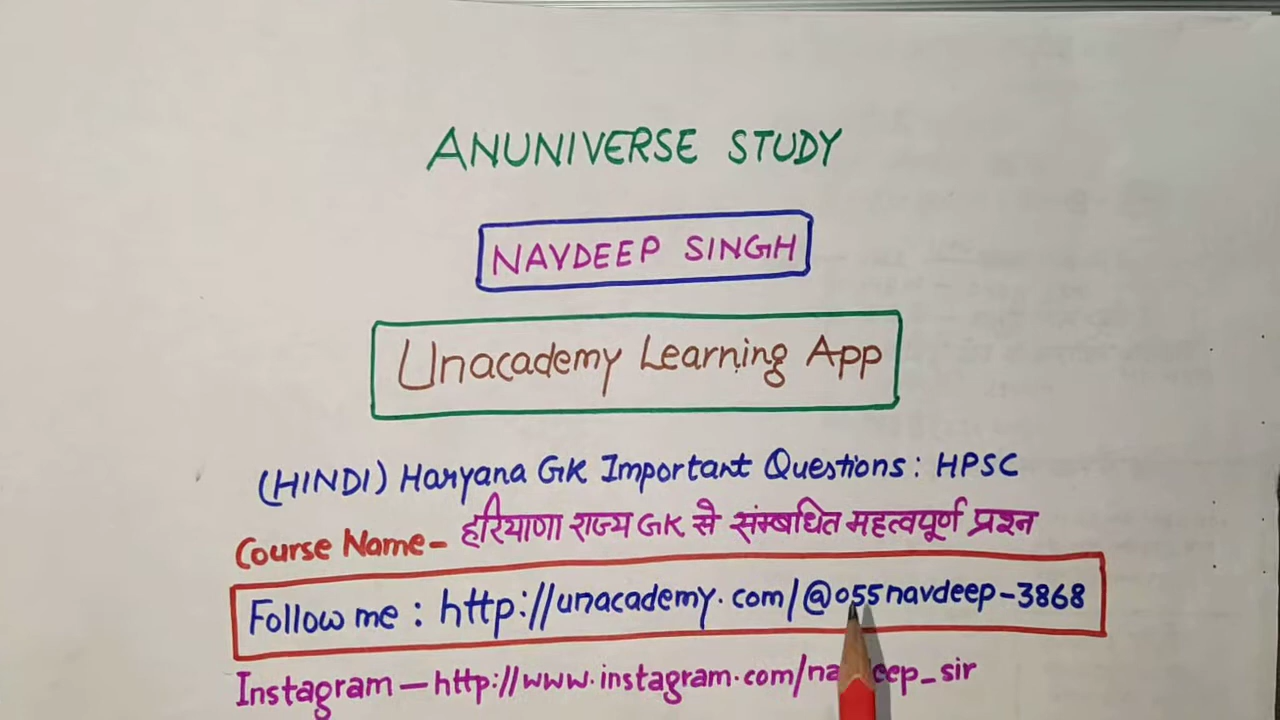 ANUNIVERSE STUDY
NAVDEEP SINGH
Unacademy Learning App
(HINDI) Haryana GK Important Questions: HPSC
Course Name- हरियाणा राज्य GK से संम्बधित महत्वपूर्ण प्रश्न
Follow me : http://unacademy.com/@055navdeep-3868
Instagram - http://www.instagram.com/